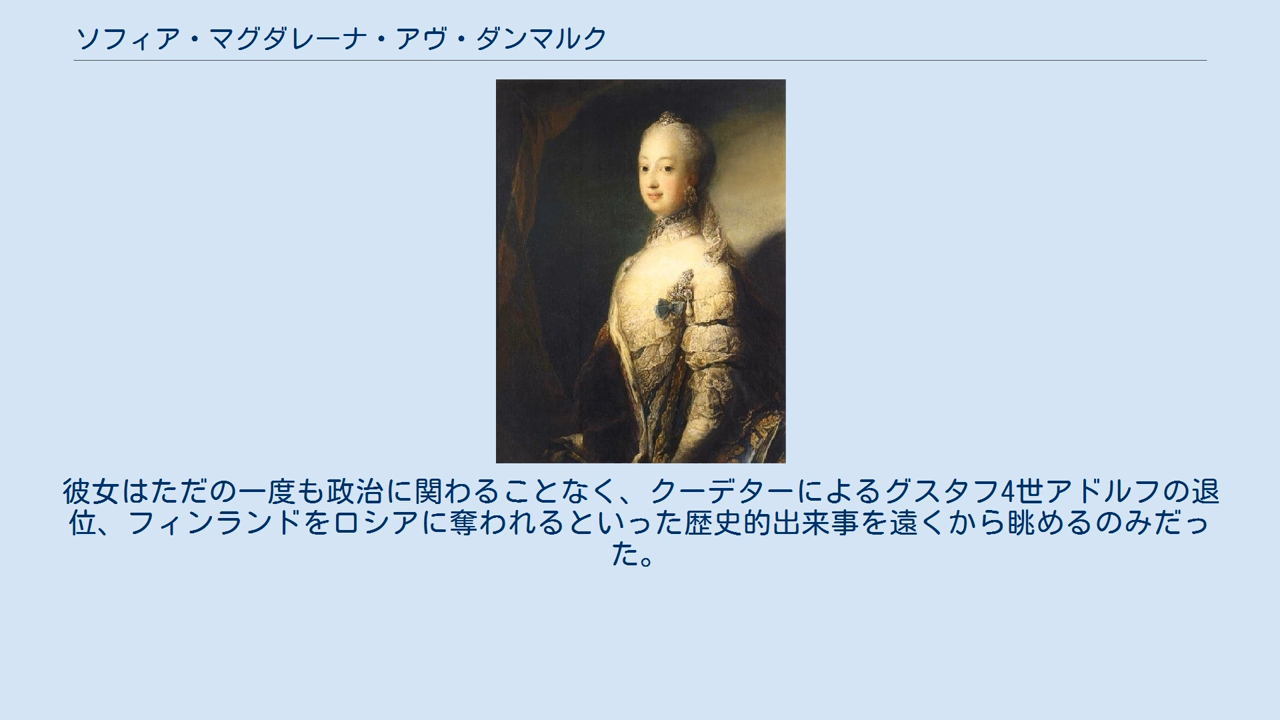 ソフィア・マグダレーナ・アヴ・ダンマルク
彼女はただの一度も政治に関わることなく、クーデターによるグスタフ4世アドルフの退
位、フィンランドをロシアに奪われるといった歴史的出来事を遠くから眺めるのみだっ
た。